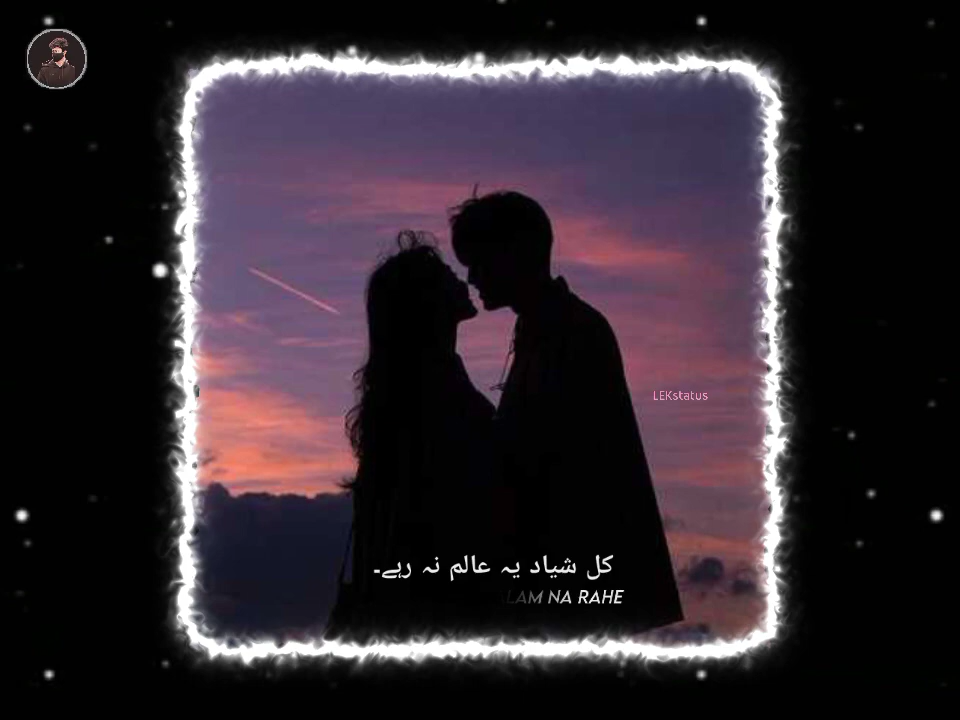 LEKstatus
کل شیاد یہ عالم نہ رہے۔
LAM NA RAHE